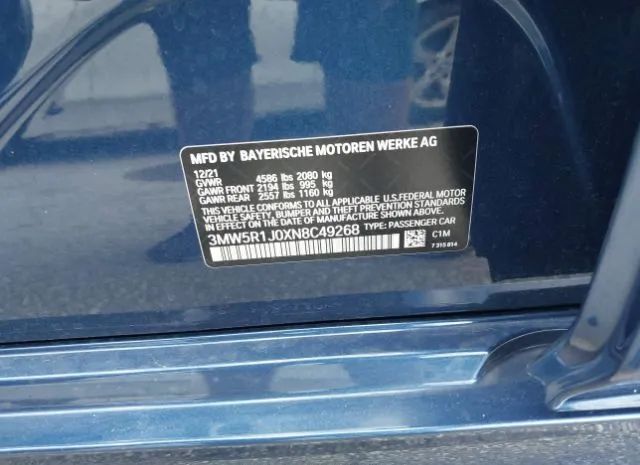 MFD BY BAYERISCHE MOTOREN WERKE AG
12/21
GVWR 4586 lbs 2080 kg
GAWR FRONT 2194 lbs 995 kg
GAWR REAR 2557 lbs 1160 kg
THIS VEHICLE CONFORMS TO ALL APPLICABLE U.S.FEDERAL MOTOR
VEHICLE SAFETY, BUMPER, AND THEFT PREVENTION STANDARDS
IN EFFECT ON THE DATE OF MANUFACTURE SHOWN ABOVE.
3MW5R1J0XN8C49268 TYPE: PASSENGER CAR
C1M
7 315 014